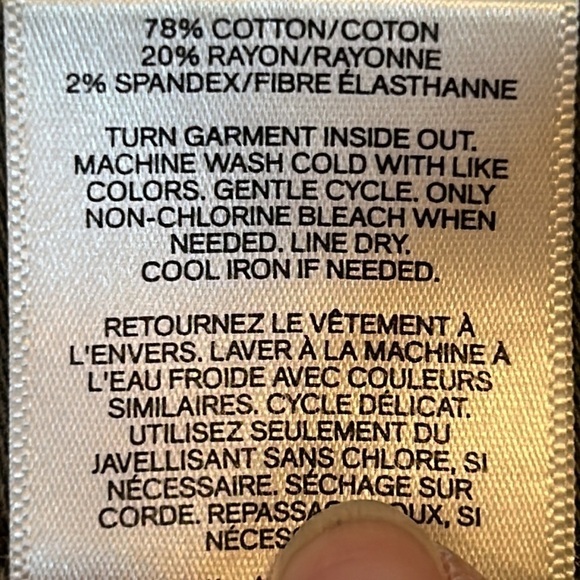 78% COTTON/COTON
20% RAYON/RAYONNE
2% SPANDEX/FIBRE ÉLASTHANNE
TURN GARMENT INSIDE OUT.
MACHINE WASH COLD WITH LIKE
COLORS. GENTLE CYCLE. ONLY
NON-CHLORINE BLEACH WHEN
NEEDED. LINE DRY.
COOL IRON IF NEEDED.
RETOURNEZ LE VÊTEMENT À
L'ENVERS. LAVER À LA MACHINE À
L'EAU FROIDE AVEC COULEURS
SIMILAIRES. CYCLE DÉLICAT.
UTILISEZ SEULEMENT DU
JAVELLISANT SANS CHLORE, SI
NÉCESSAIRE. SÉCHAGE SUR
CORDE. SI